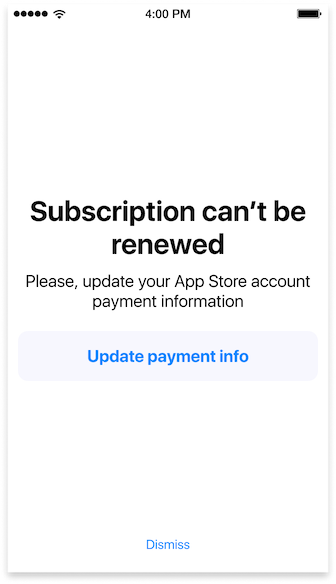 4:00 PM
Subscription can’t be
renewed
Please, update your App Store account
payment information
Update payment info
Dismiss